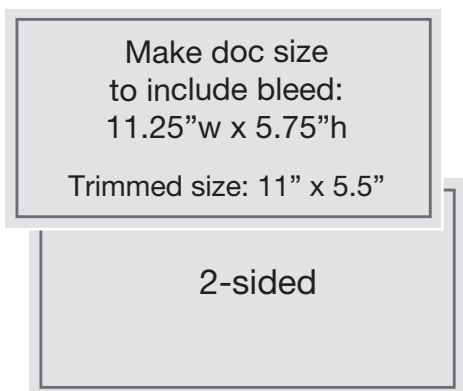 Make doc size
to include bleed:
11.25”w x 5.75”h
Trimmed size: 11” x 5.5”
2-sided